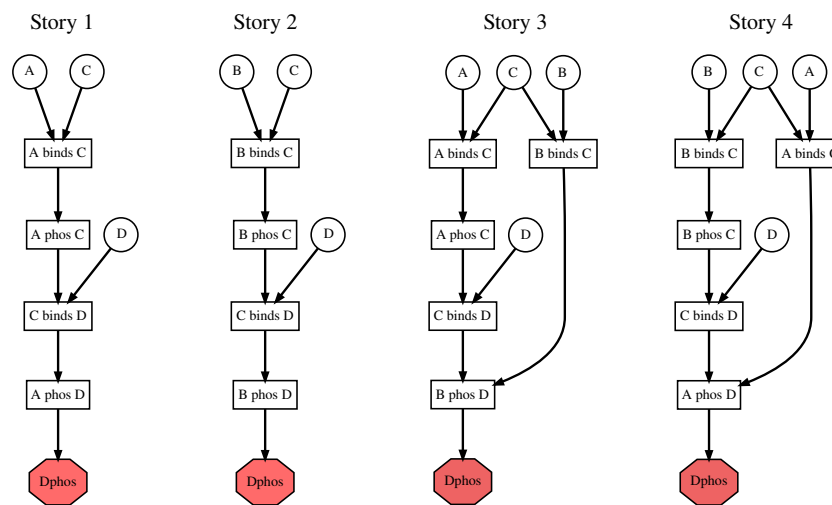 Story 1
Story 2
Story 3
Story 4
A
C
B
C
A
C
B
B
C
A
A binds C
B binds C
A binds C
B binds C
B binds C
A binds C
A phos C
D
B phos C
D
A phos C
D
B phos C
D
C binds D
C binds D
C binds D
C binds D
A phos D
B phos D
B phos D
A phos D
Dphos
Dphos
Dphos
Dphos